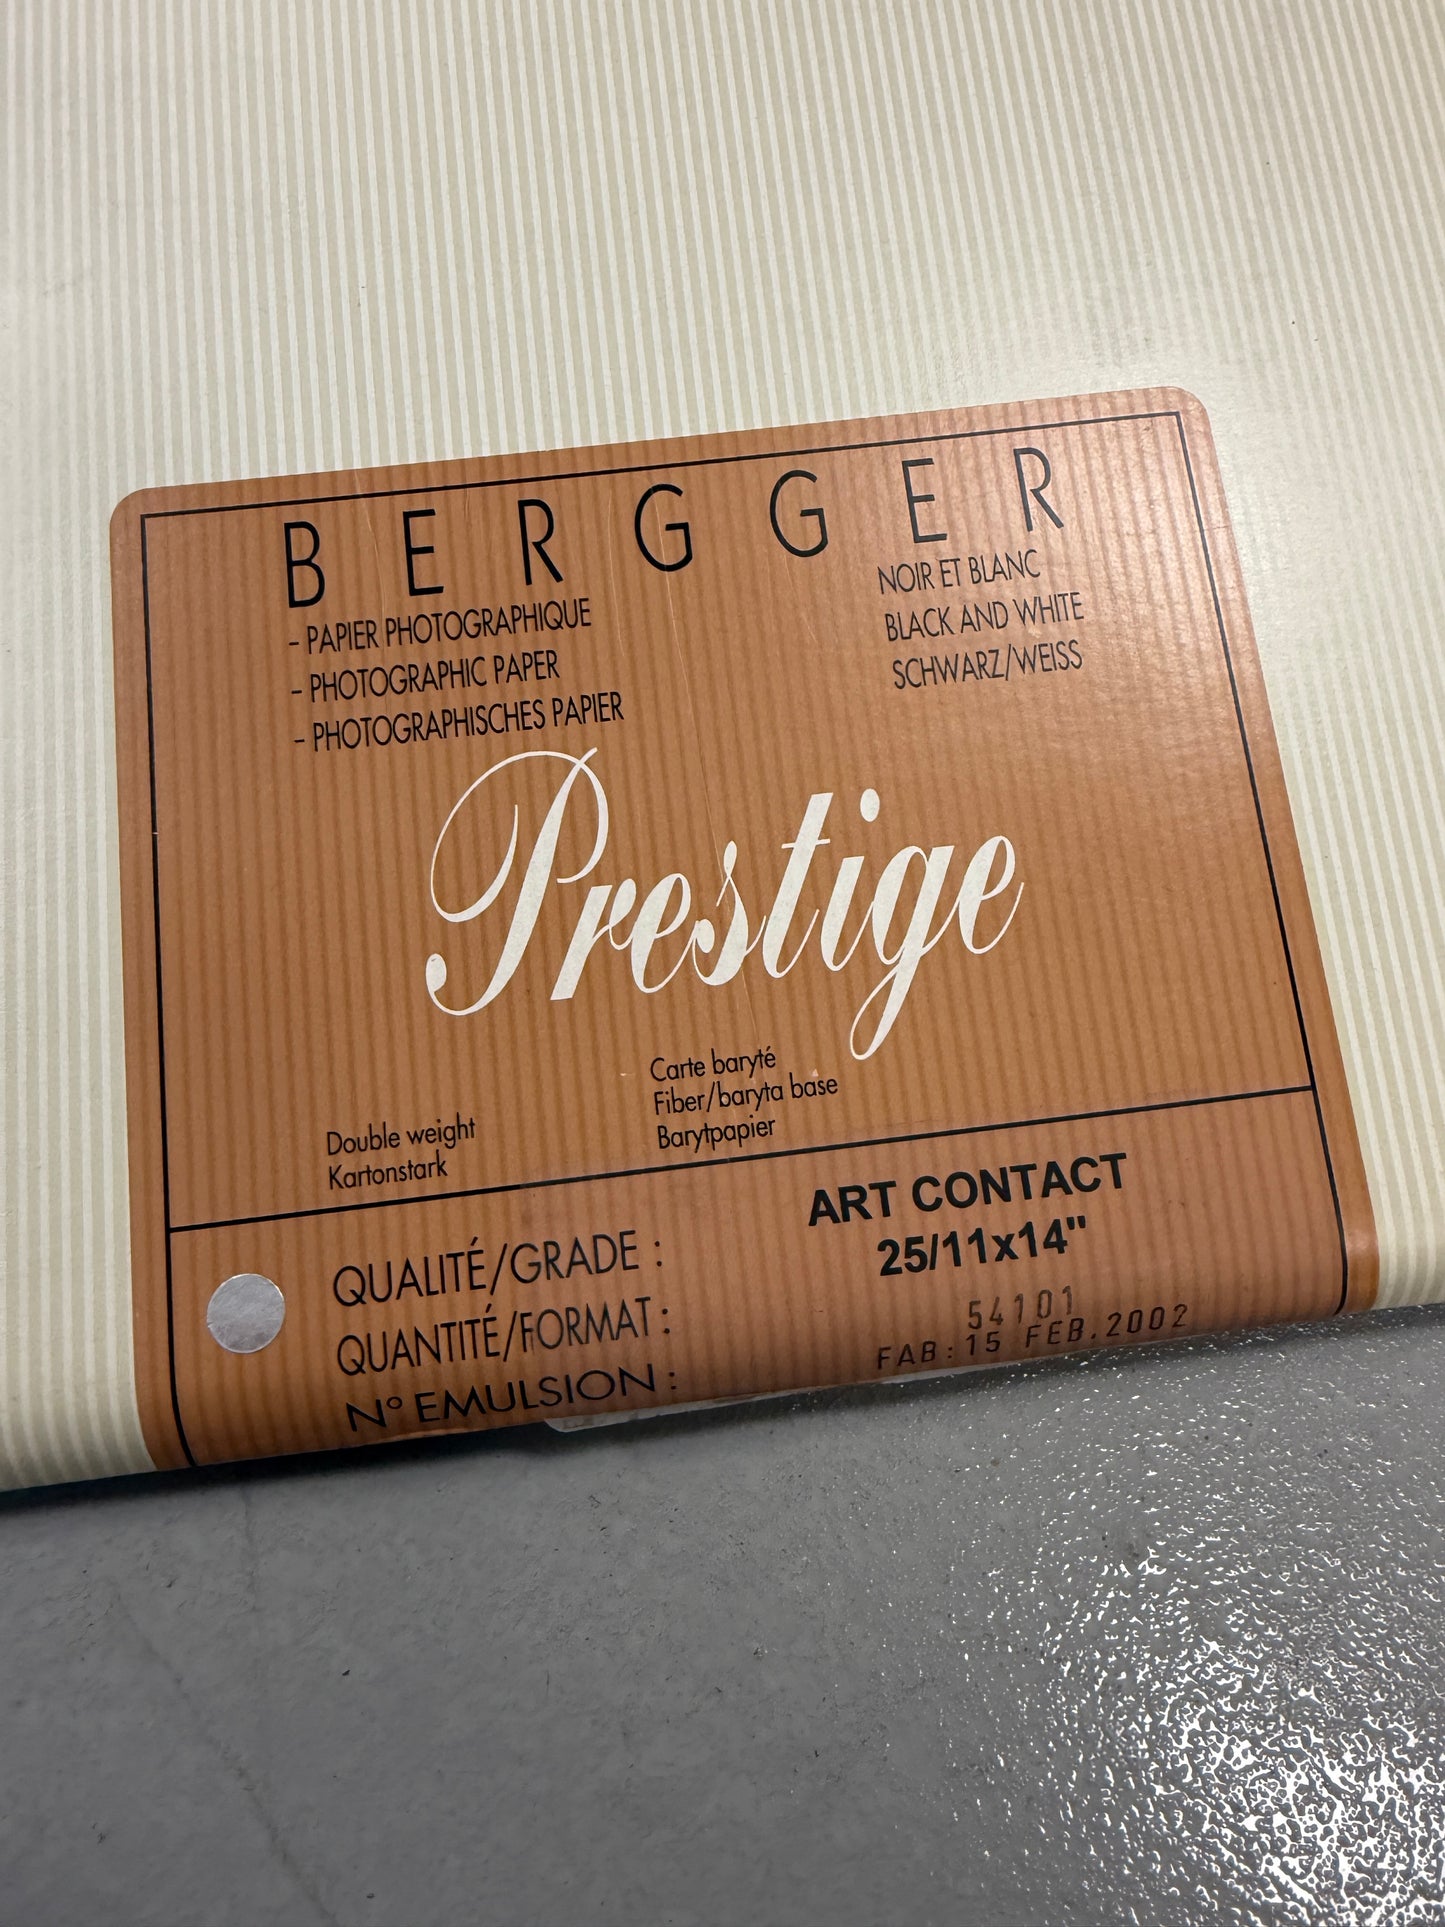 BERGGER
- PAPIER PHOTOGRAPHIQUE
- PHOTOGRAPHIC PAPER
- PHOTOGRAPHISCHES PAPIER
NOIR ET BLANC
BLACK AND WHITE
SCHWARZ/WEISS
Prestige
Double weight
Kartonstark
Carte baryté
Fiber/baryta base
Barytpapier
QUALITÉ/GRADE : ART CONTACT
QUANTITÉ/FORMAT : 25/11x14"
N° EMULSION : 54101
FAB:15 FEB.2002